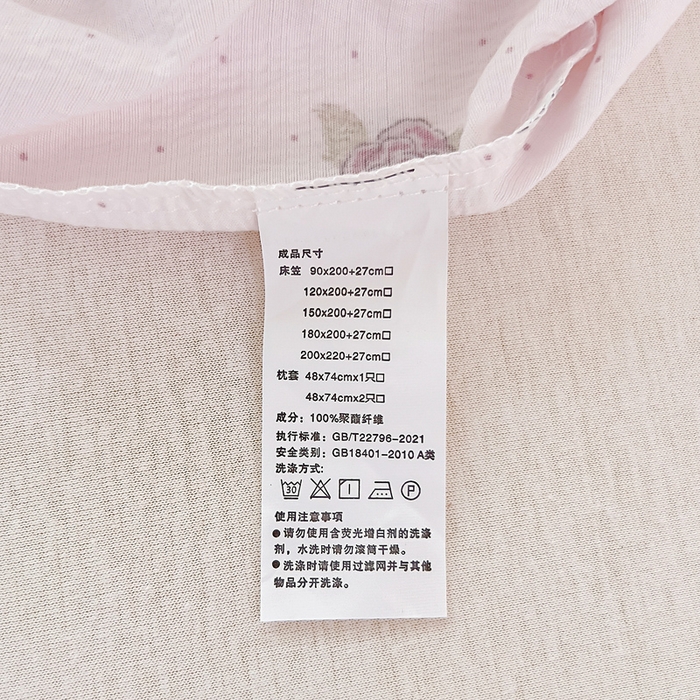 成品尺寸
床笠 90x200+27cm□
120x200+27cm□
150x200+27cm□
180x200+27cm□
200x220+27cm□
枕套 48x74cmx1只□
48x74cmx2只□
成分：100%聚酯纤维
执行标准：GB/T22796-2021
安全类别：GB18401-2010 A类
洗涤方式:
30 P
使用注意事项
●请勿使用含荧光增白剂的洗涤
剂，水洗时请勿滚筒干燥。
●洗涤时请使用过滤网并与其他
物品分开洗涤。